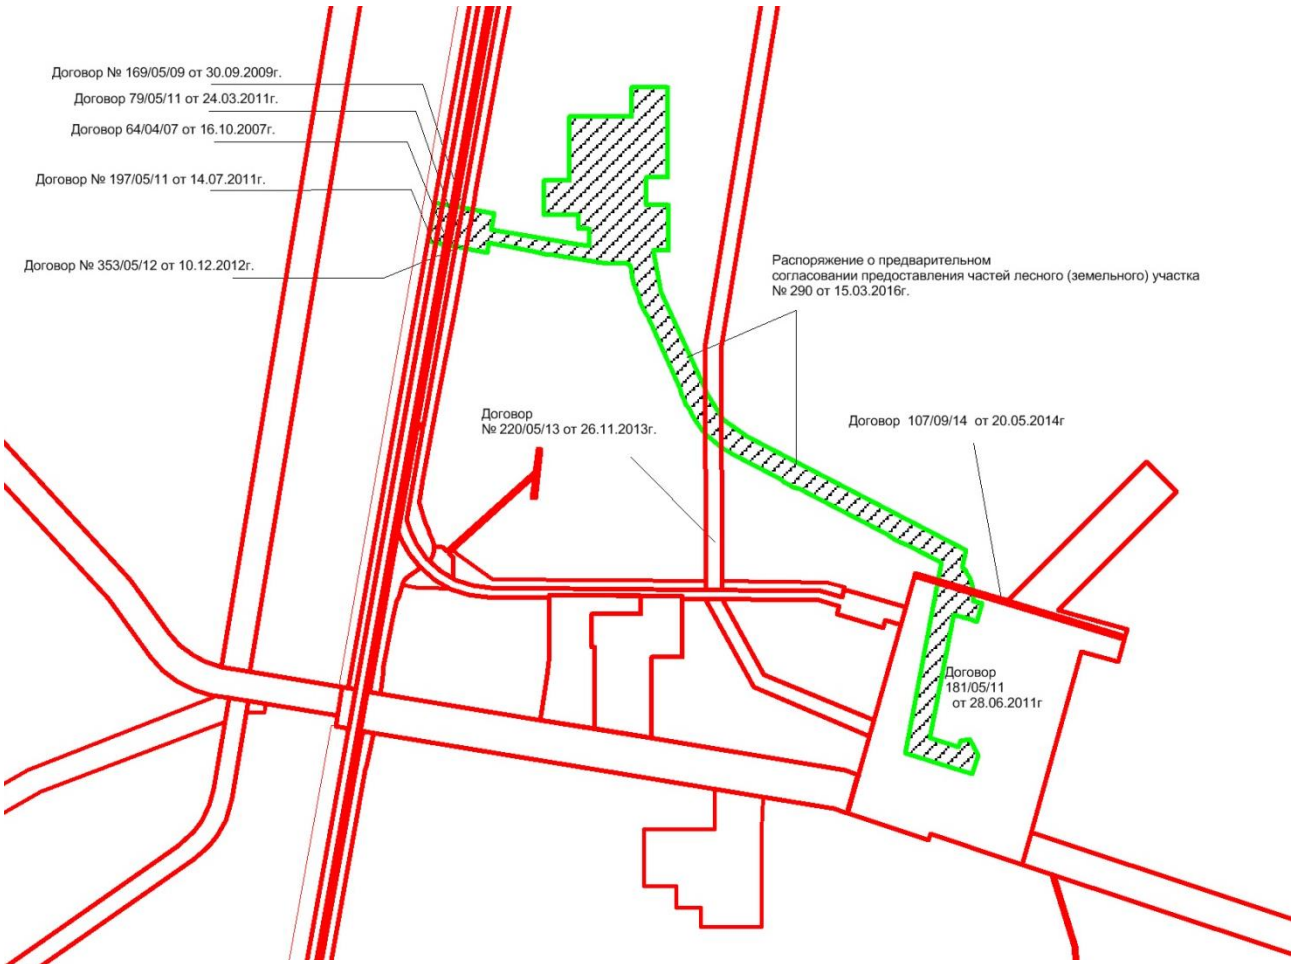 Договор № 169/05/09 от 30.09.2009г.
Договор 79/05/11 от 24.03.2011г.
Договор 64/04/07 от 16.10.2007г.
Договор № 197/05/11 от 14.07.2011г.
Договор № 353/05/12 от 10.12.2012г.
Распоряжение о предварительном
согласовании предоставления частей лесного (земельного) участка
№ 290 от 15.03.2016г.
Договор
№ 220/05/13 от 26.11.2013г.
Договор 107/09/14 от 20.05.2014г
Договор
181/05/11
от 28.06.2011г